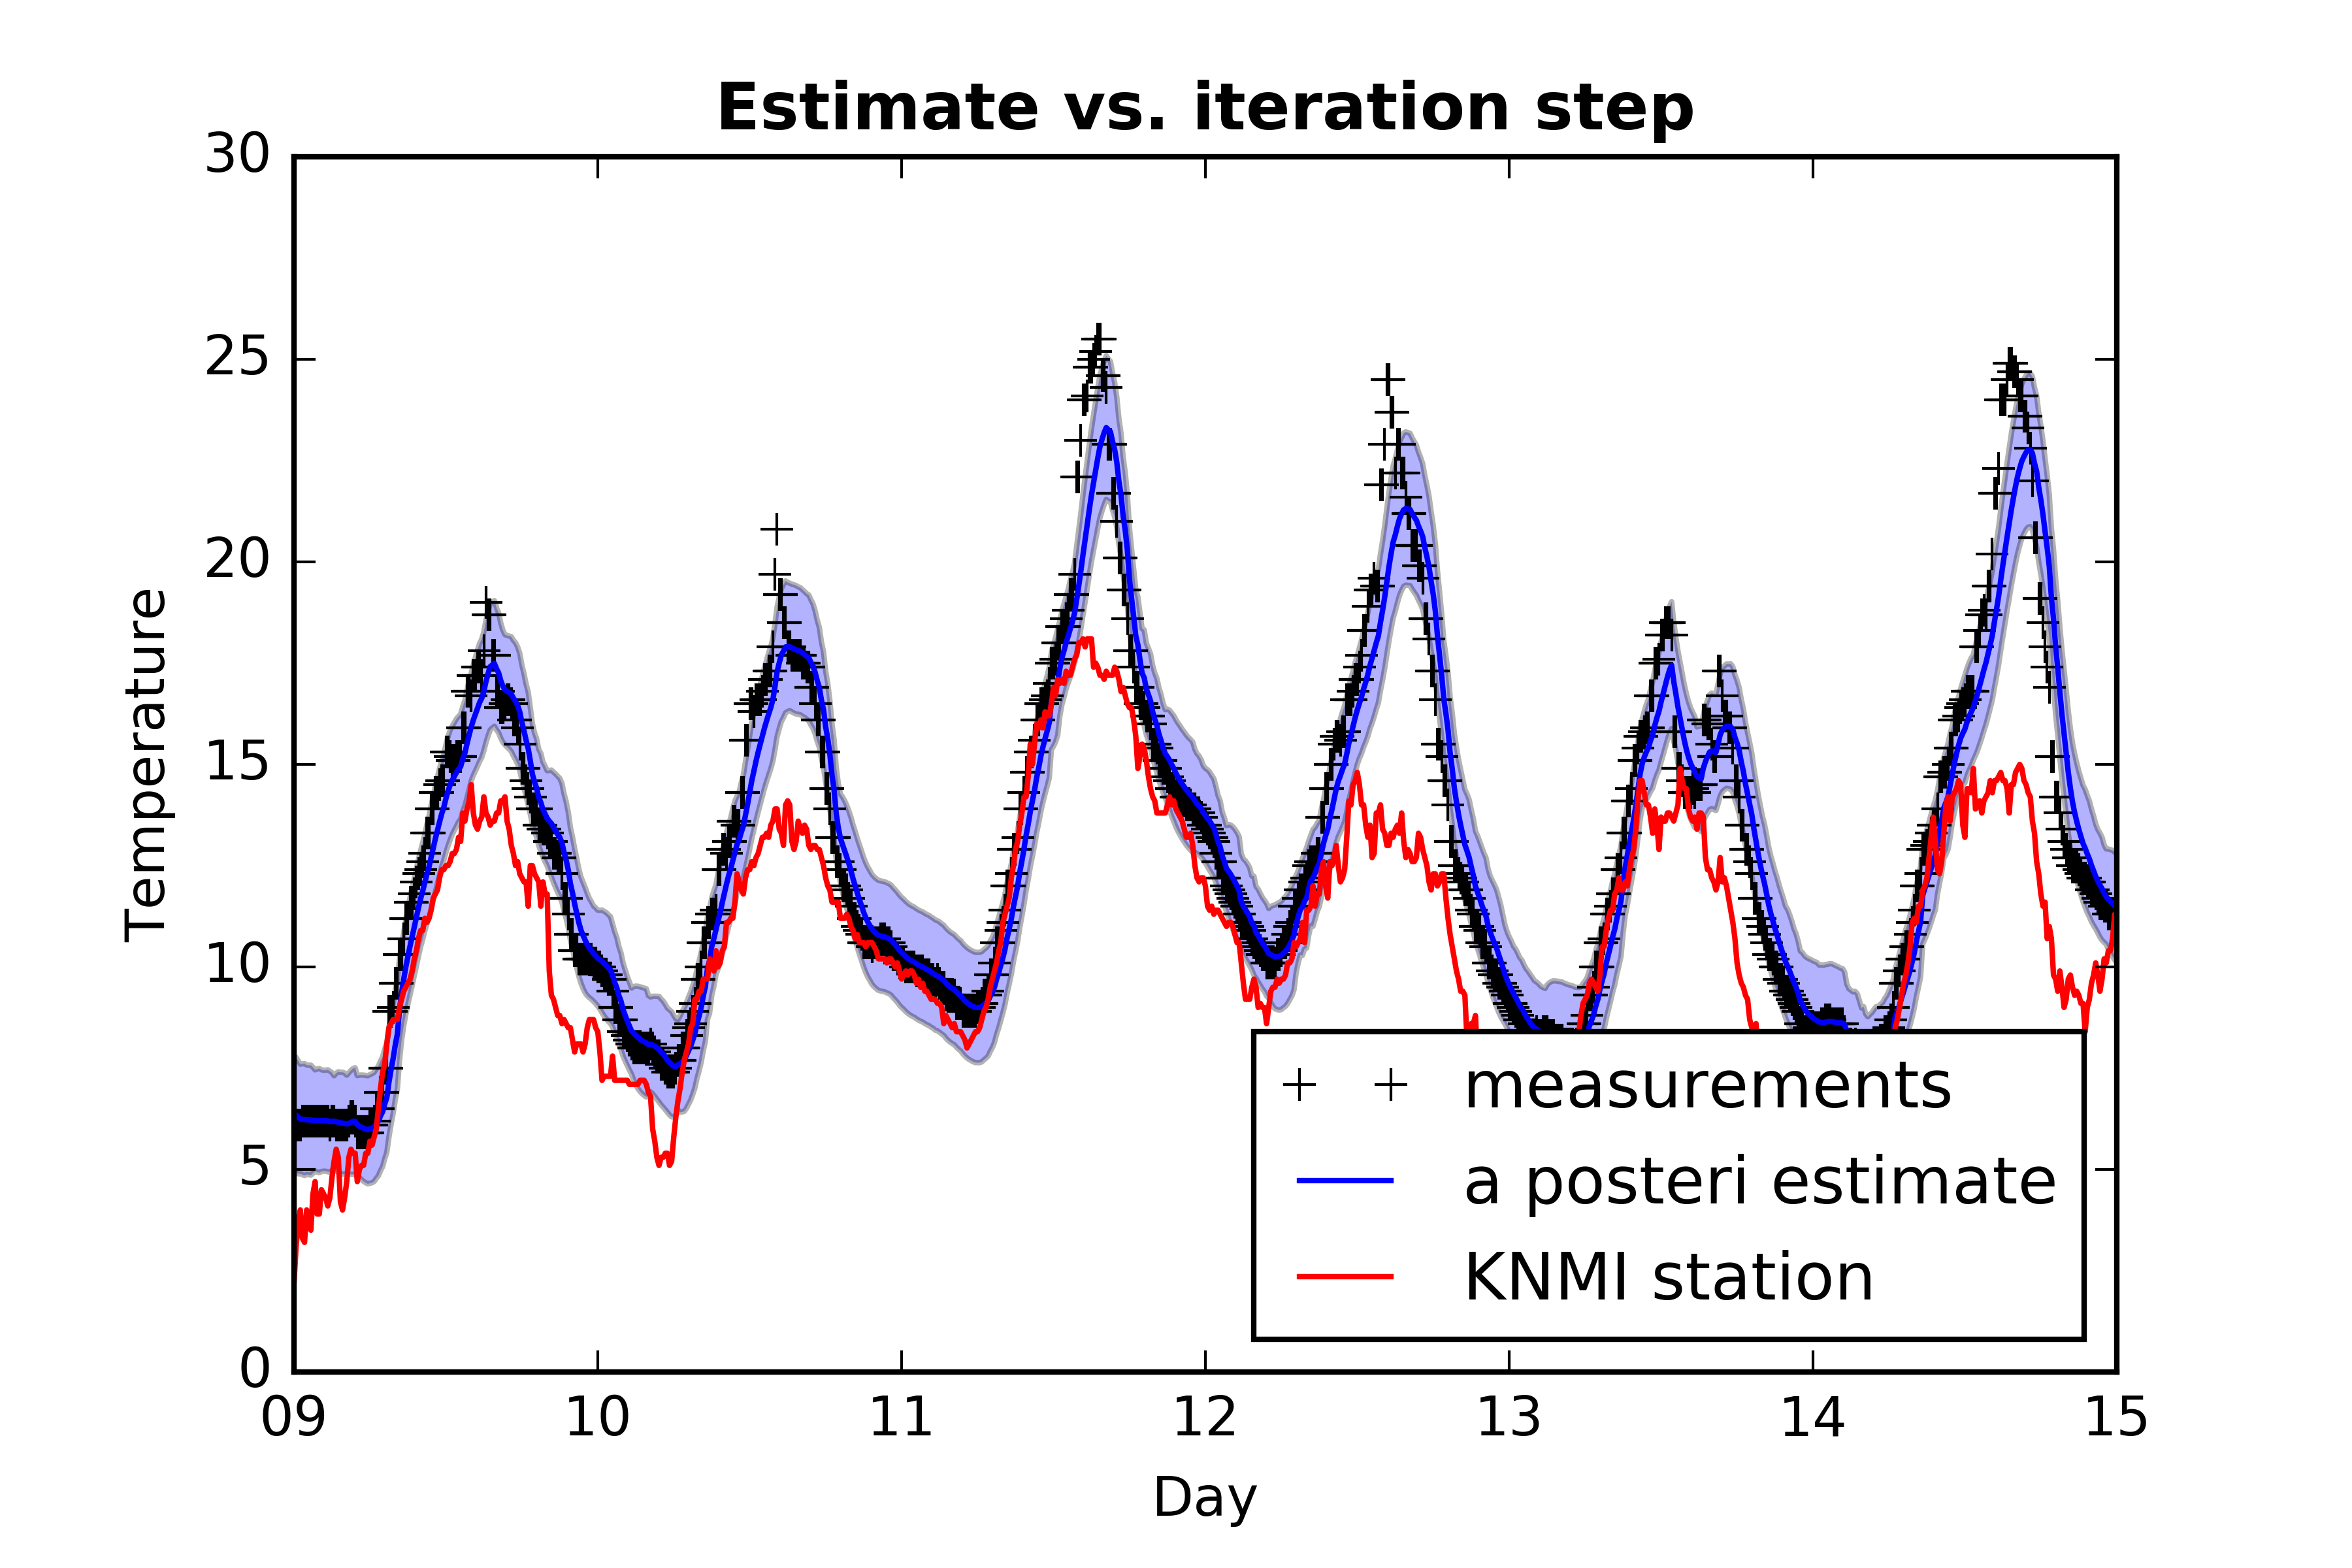 Estimate vs. iteration step
30
25
20
15
10
5
0
Temperature
09 10 11 12 13 14 15
Day
measurements
a posteri estimate
KNMI station